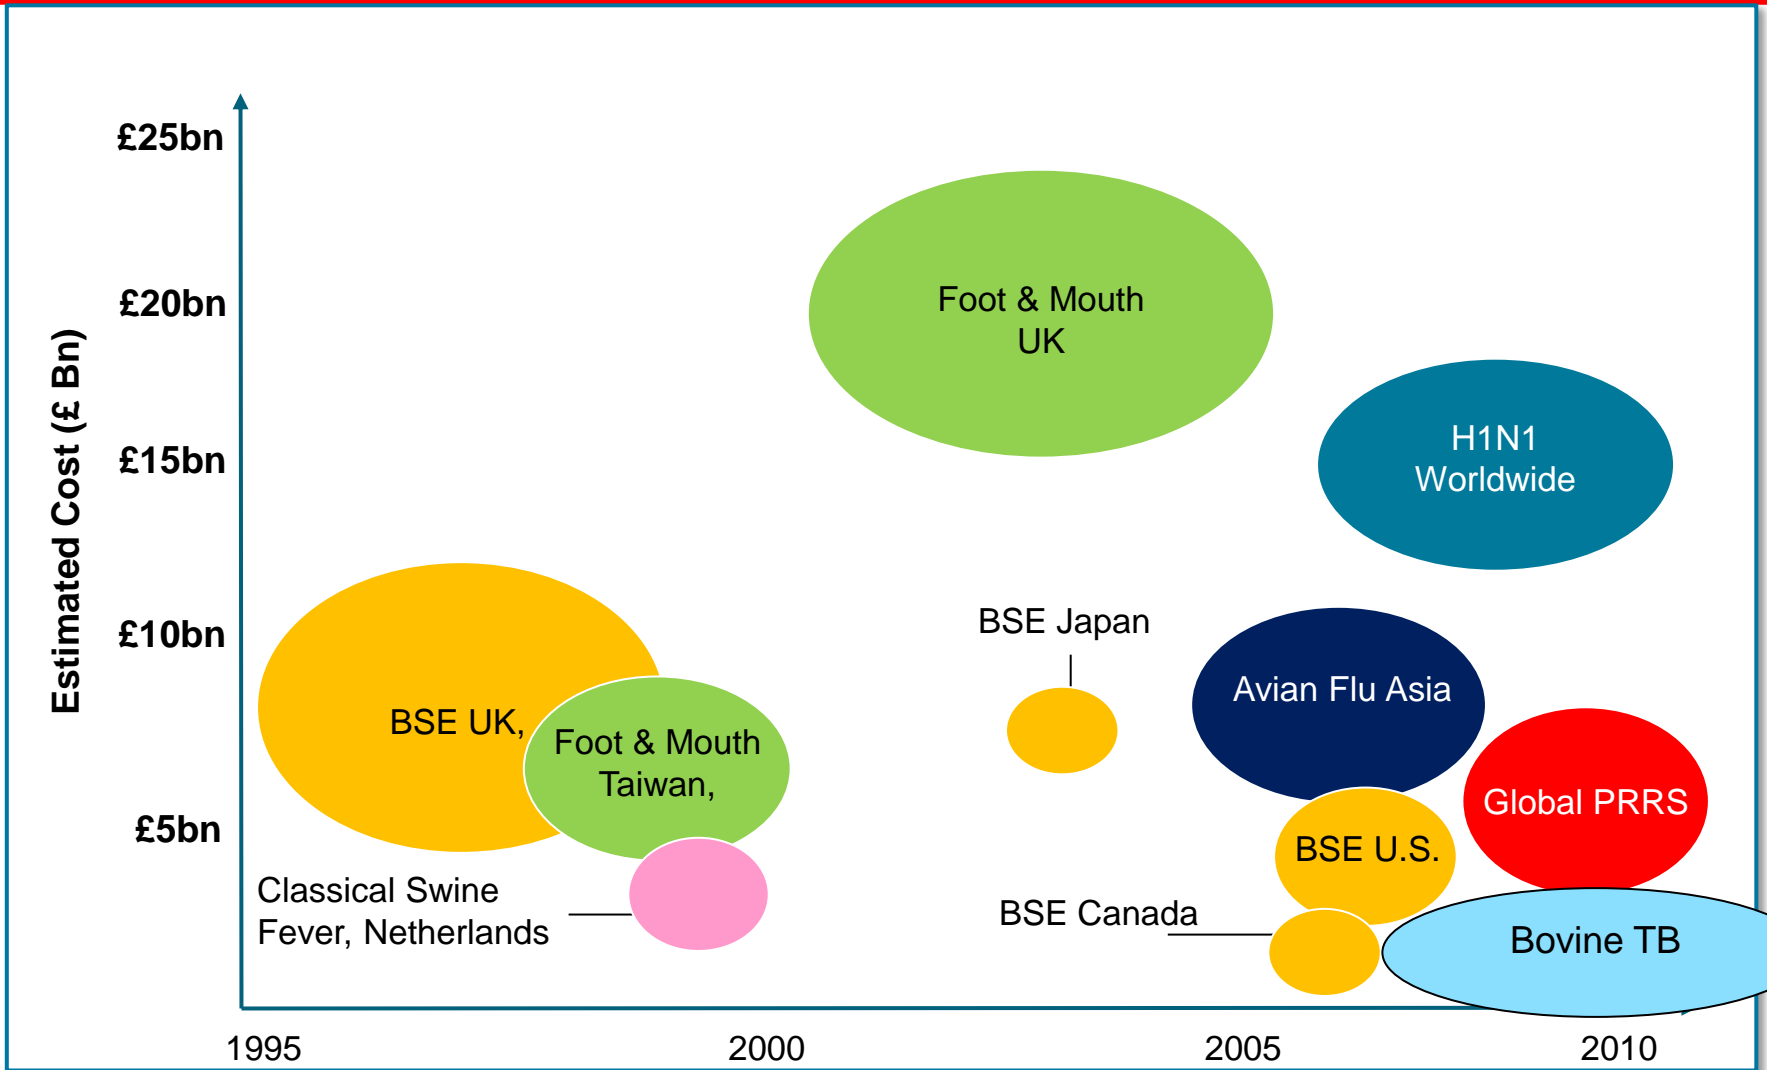 £25bn
£20bn
£15bn
£10bn
£5bn
Estimated Cost (£ Bn)
Foot & Mouth
UK
H1N1
Worldwide
BSE Japan
Avian Flu Asia
BSE UK,
Foot & Mouth
Taiwan,
Global PRRS
BSE U.S.
Classical Swine
Fever, Netherlands
BSE Canada
Bovine TB
1995
2000
2005
2010